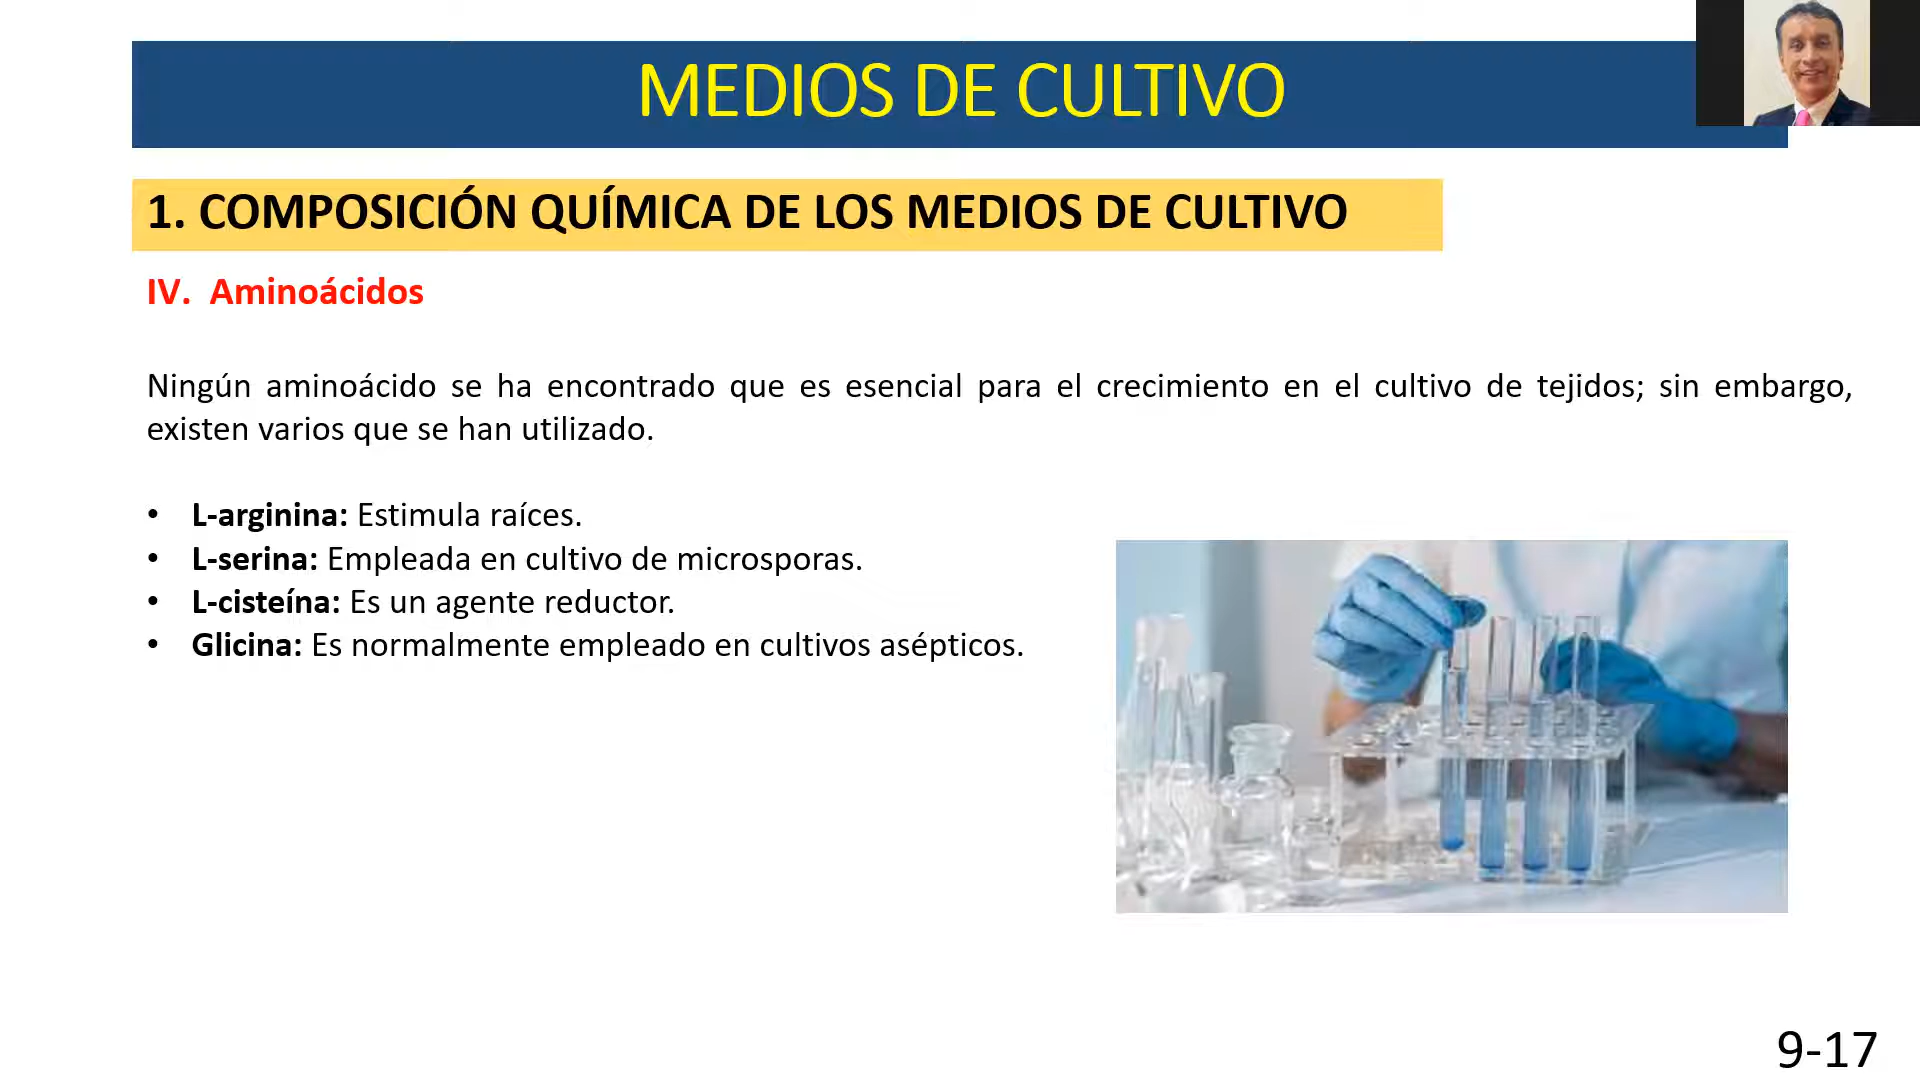 MEDIOS DE CULTIVO
1. COMPOSICIÓN QUÍMICA DE LOS MEDIOS DE CULTIVO
IV. Aminoácidos
Ningún aminoácido se ha encontrado que es esencial para el crecimiento en el cultivo de tejidos; sin embargo,
existen varios que se han utilizado.
• L-arginina: Estimula raíces.
• L-serina: Empleada en cultivo de microsporas.
• L-cisteína: Es un agente reductor.
• Glicina: Es normalmente empleado en cultivos asépticos.
9-17